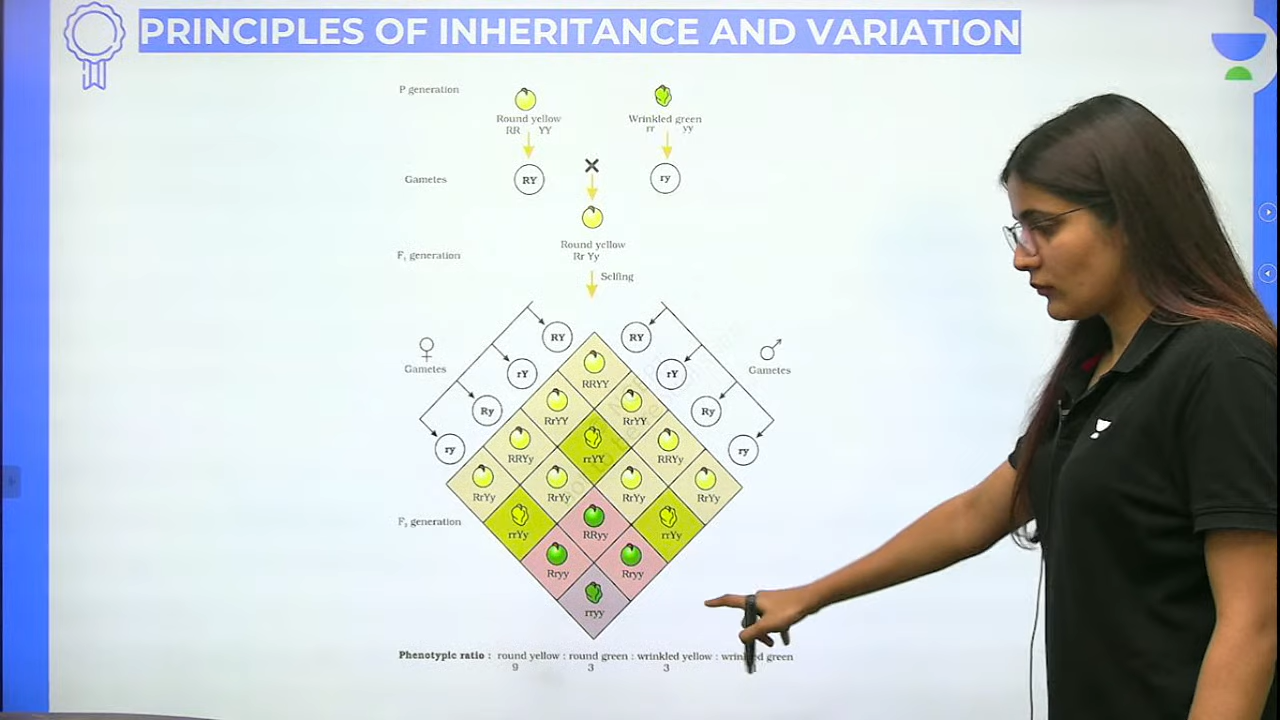 PRINCIPLES OF INHERITANCE AND VARIATION
P generation
Round yellow
RR YY
Wrinkled green
rr yy
Gametes
RY
ry
Round yellow
Rr Yy
F₁ generation
Selfing
♀
Gametes
RY
rY
Ry
ry
RY
rY
Ry
ry
♂
Gametes
RRYY
RrYY
RrYY
RRYy
rrYY
RRYy
RrYy
RrYy
RrYy
RrYy
F₂ generation
rrYy
RRyy
rrYy
Rryy
Rryy
rryy
Phenotypic ratio : round yellow : round green : wrinkled yellow : green
9 3 3